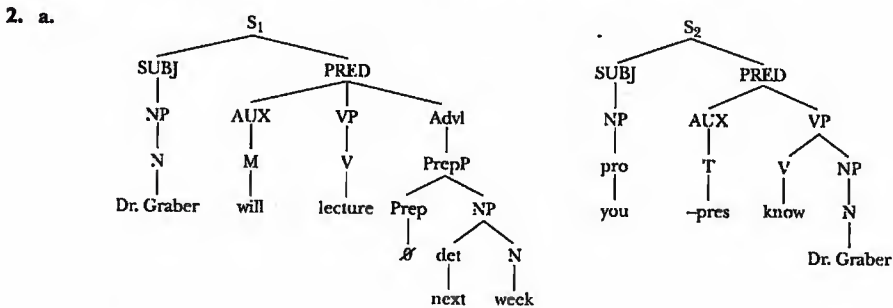 2. a.
S₁ S₂
SUBJ PRED SUBJ PRED
NP AUX VP Advl NP AUX VP
N M V PrepP pro T V NP
Dr. Graber will lecture Prep NP you –pres know N
Ø det N Dr. Graber
next week